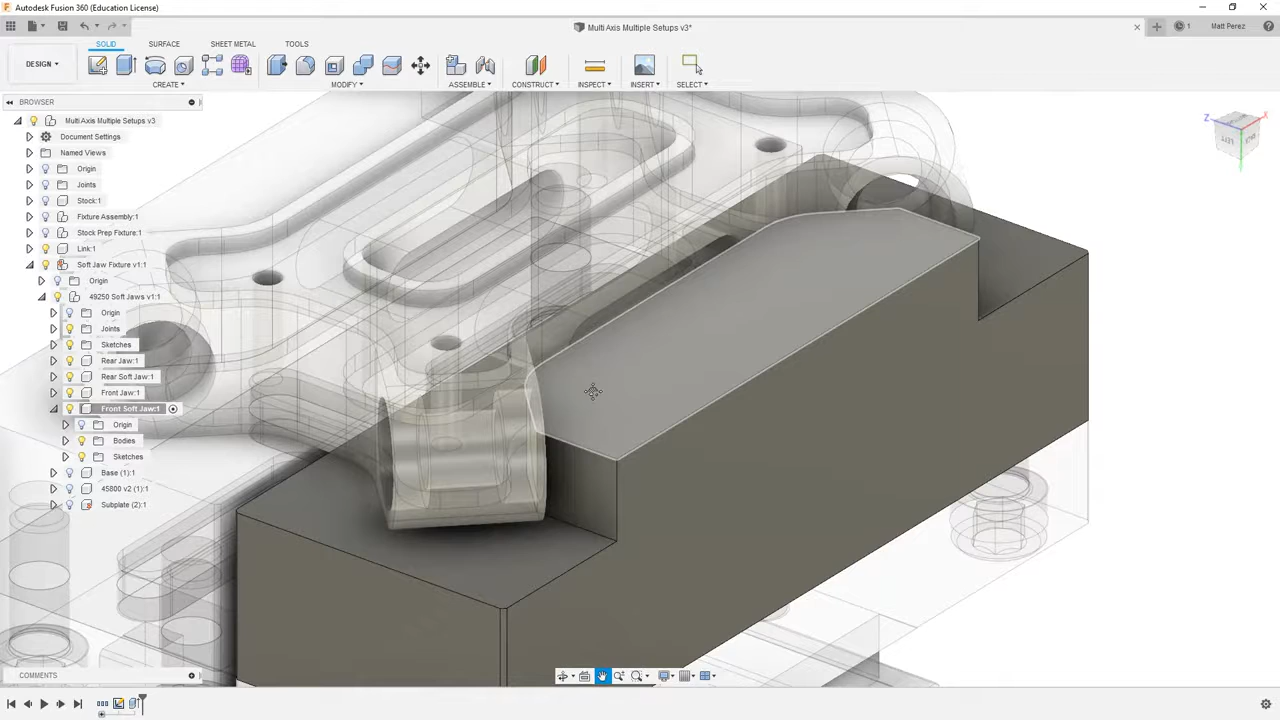 Autodesk Fusion 360 (Education License)
Multi Axis Multiple Setups v3*
1
Matt Perez
SOLID
SURFACE
SHEET METAL
TOOLS
DESIGN
CREATE
MODIFY
ASSEMBLE
CONSTRUCT
INSPECT
INSERT
SELECT
BROWSER
Multi Axis Multiple Setups v3
Document Settings
Named Views
Origin
Joints
Stock:1
Fixture Assembly:1
Stock Prep Fixture:1
Link:1
Soft Jaw Fixture v1:1
Origin
49250 Soft Jaws v1:1
Origin
Joints
Sketches
Rear Jaw:1
Rear Soft Jaw:1
Front Jaw:1
Front Soft Jaw:1
Origin
Bodies
Sketches
Base (1):1
45800 v2 (1):1
Subplate (2):1
Z
X
LEFT
BACK
COMMENTS